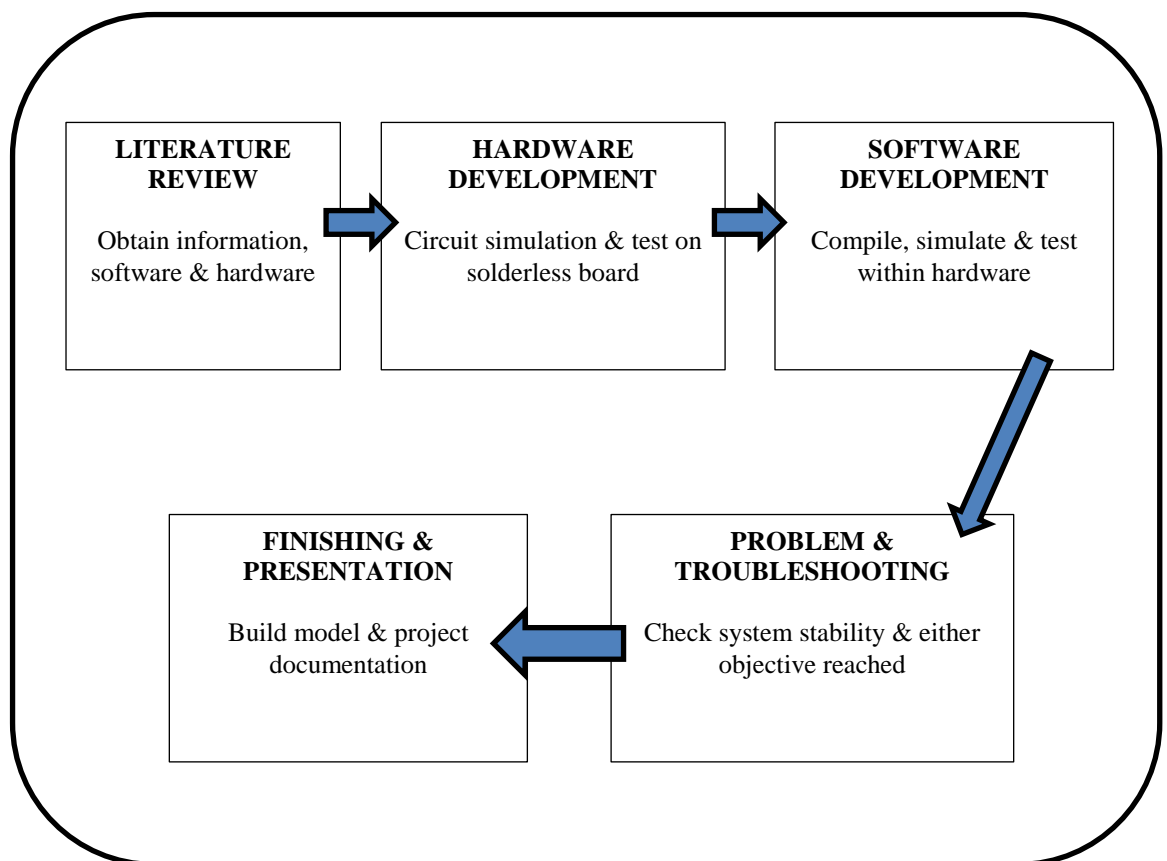 LITERATURE
REVIEW
Obtain information,
software & hardware
HARDWARE
DEVELOPMENT
Circuit simulation & test on
solderless board
SOFTWARE
DEVELOPMENT
Compile, simulate & test
within hardware
PROBLEM &
TROUBLESHOOTING
Check system stability & either
objective reached
FINISHING &
PRESENTATION
Build model & project
documentation